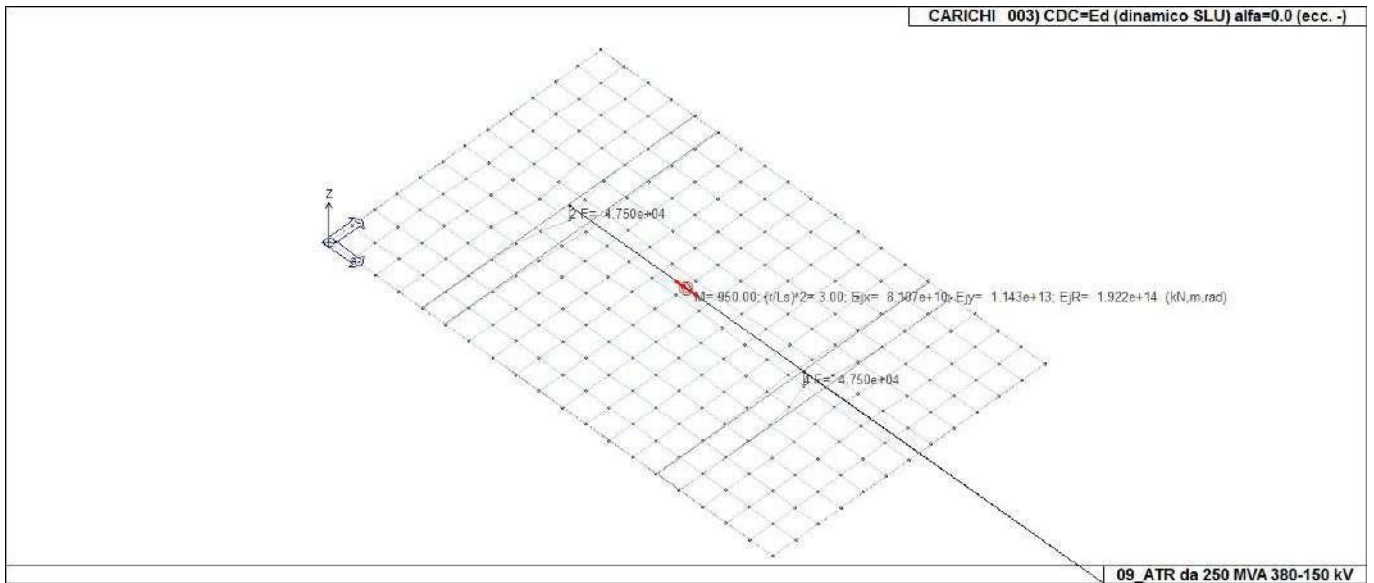 CARICHI 003) CDC=Ed (dinamico SLU) alfa=0.0 (ecc. -)
Z
2 F= 4.750e+04
M= 950.00; (r/Ls)^2= 3.00; Ejx= 8.107e+10; Ejy= 1.143e+13; EjR= 1.922e+14 (kN,m,rad)
F= 4.750e+04
09_ATR da 250 MVA 380-150 kV